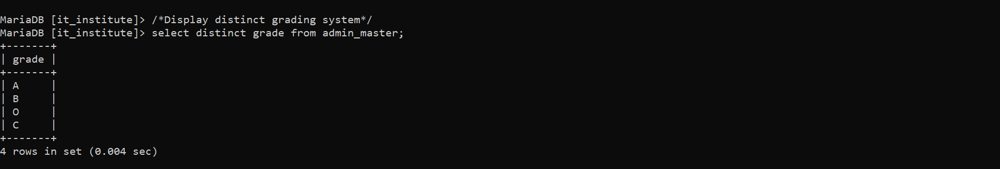 MariaDB [it_institute]> /*Display distinct grading system*/
MariaDB [it_institute]> select distinct grade from admin_master;
+-------+
| grade |
+-------+
| A     |
| B     |
| O     |
| C     |
+-------+
4 rows in set (0.004 sec)